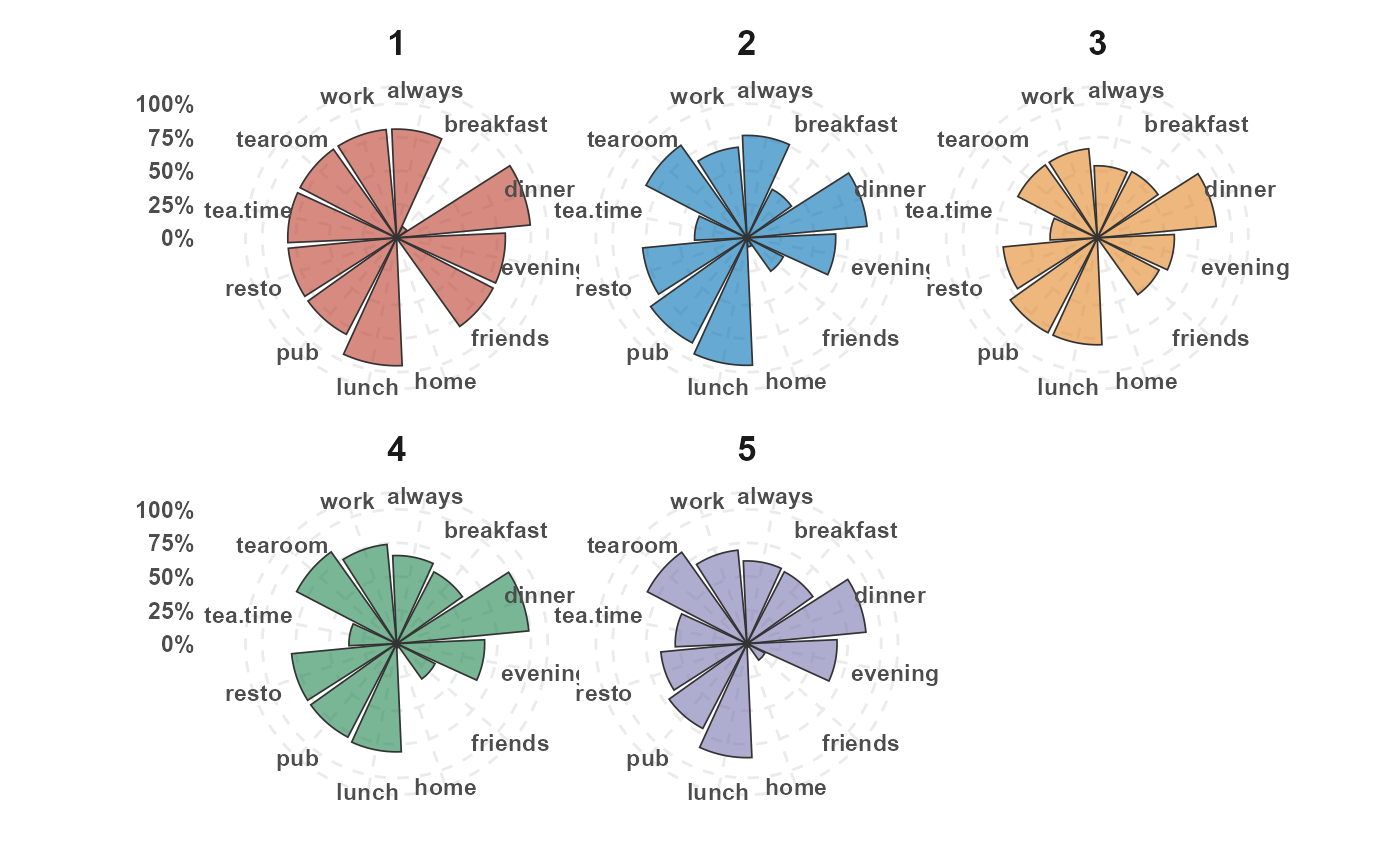 1
2
3
100%
75%
50%
25%
0%
always
breakfast
dinner
evening
friends
home
lunch
pub
resto
tea.time
tearoom
work
always
breakfast
dinner
evening
friends
home
lunch
pub
resto
tea.time
tearoom
work
always
breakfast
dinner
evening
friends
home
lunch
pub
resto
tea.time
tearoom
work
4
5
100%
75%
50%
25%
0%
always
breakfast
dinner
evening
friends
home
lunch
pub
resto
tea.time
tearoom
work
always
breakfast
dinner
evening
friends
home
lunch
pub
resto
tea.time
tearoom
work